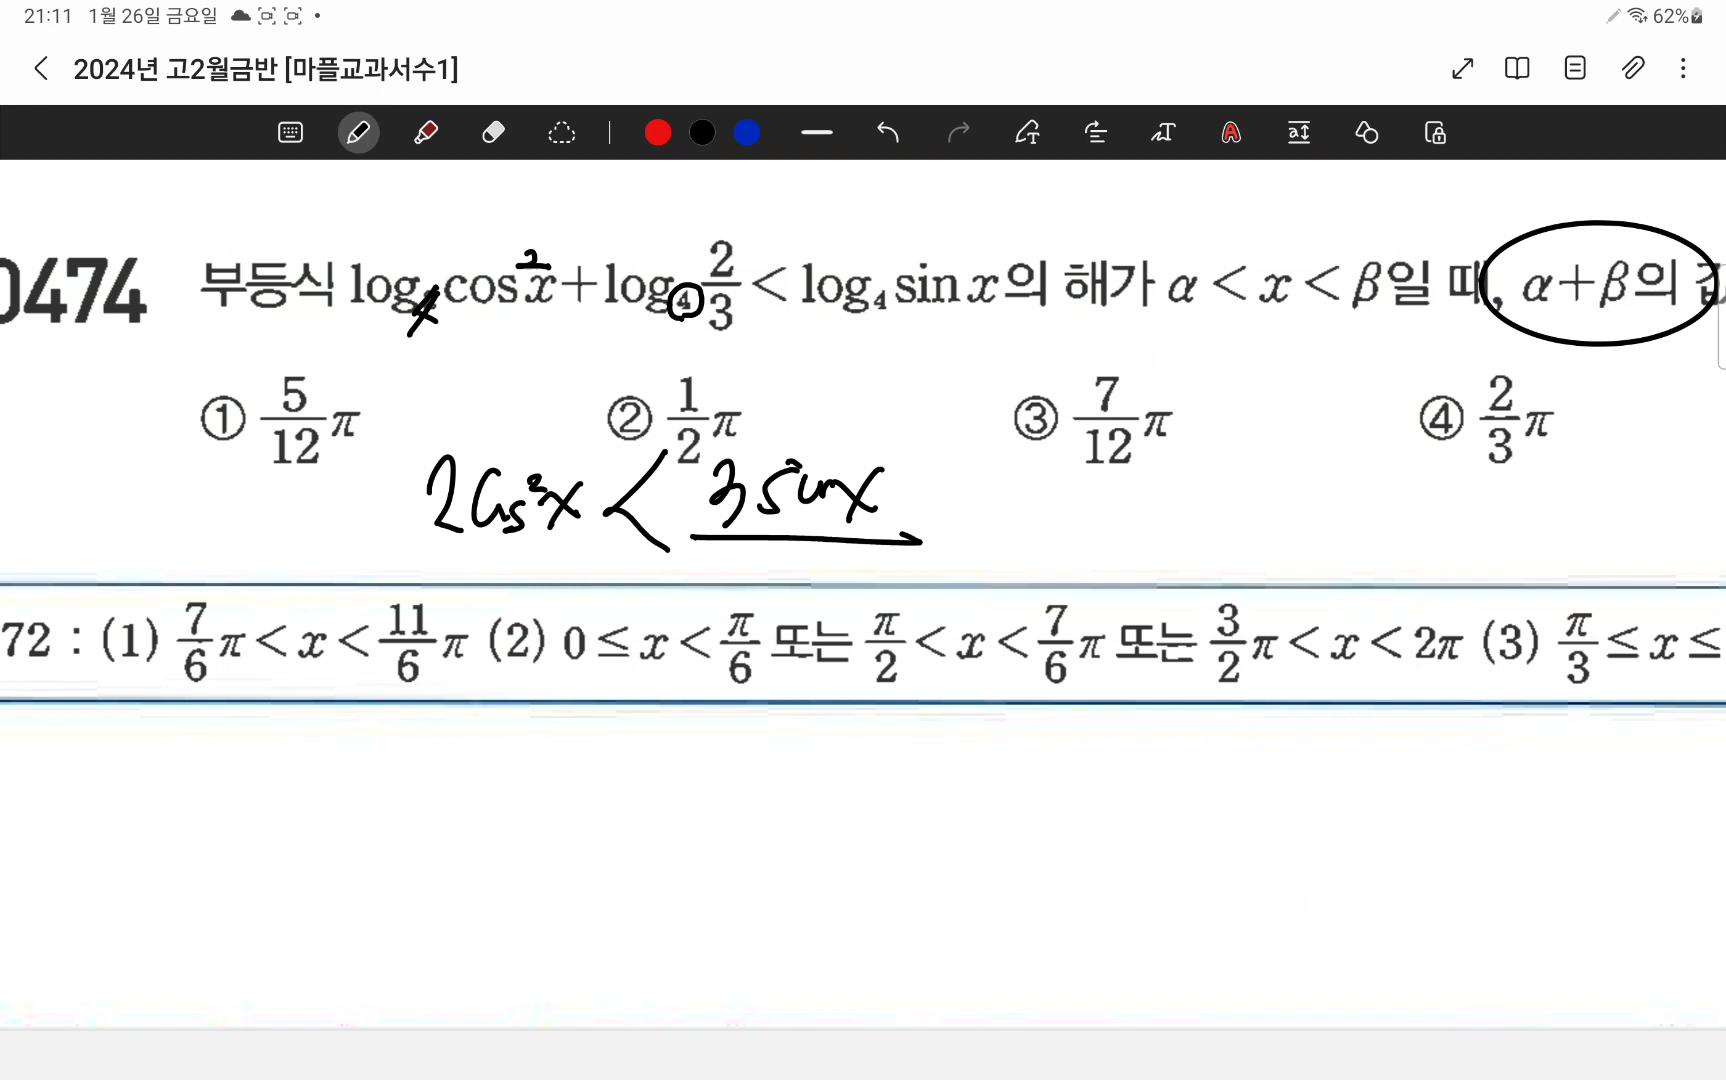 21:11 1월 26일 금요일 62%
2024년 고2월금반 [마플교과서수1]
0474 부등식 log₄ cos x² + log₄ 2/3 < log₄ sin x의 해가 α < x < β일 때, α+β의 값
① 5/12 π ② 1/2 π ③ 7/12 π ④ 2/3 π
2cos²x < 3sinx
72 : (1) 7/6 π < x < 11/6 π (2) 0 ≤ x < π/6 또는 π/2 < x < 7/6 π 또는 3/2 π < x < 2π (3) π/3 ≤ x ≤